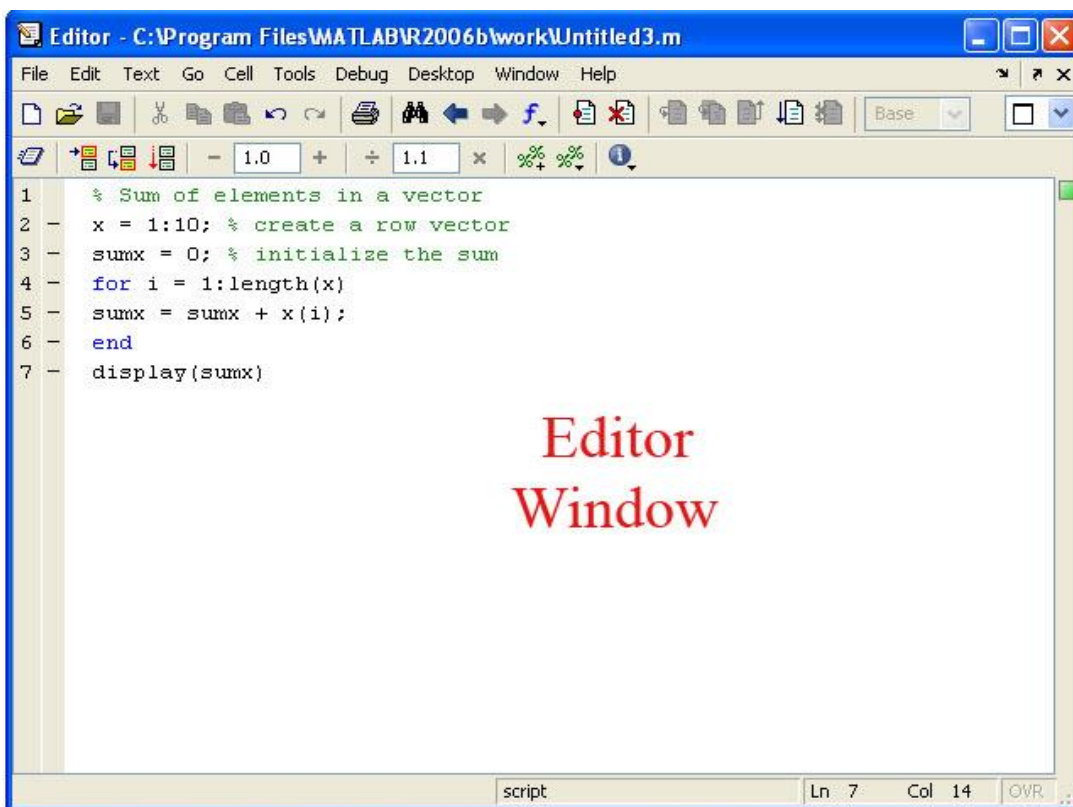 Editor - C:\Program Files\MATLAB\R2006b\work\Untitled3.m
File Edit Text Go Cell Tools Debug Desktop Window Help
Base
- 1.0 + ÷ 1.1 ×
1 % Sum of elements in a vector
2 - x = 1:10; % create a row vector
3 - sumx = 0; % initialize the sum
4 - for i = 1:length(x)
5 - sumx = sumx + x(i);
6 - end
7 - display(sumx)
Editor
Window
script Ln 7 Col 14 OVR